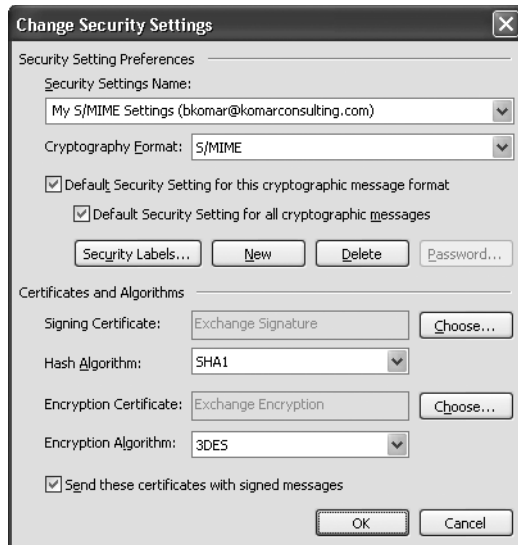 Change Security Settings
Security Setting Preferences
Security Settings Name:
My S/MIME Settings (bkomar@komarconsulting.com)
Cryptography Format: S/MIME
Default Security Setting for this cryptographic message format
Default Security Setting for all cryptographic messages
Security Labels... New Delete Password...
Certificates and Algorithms
Signing Certificate: Exchange Signature Choose...
Hash Algorithm: SHA1
Encryption Certificate: Exchange Encryption Choose...
Encryption Algorithm: 3DES
Send these certificates with signed messages
OK Cancel